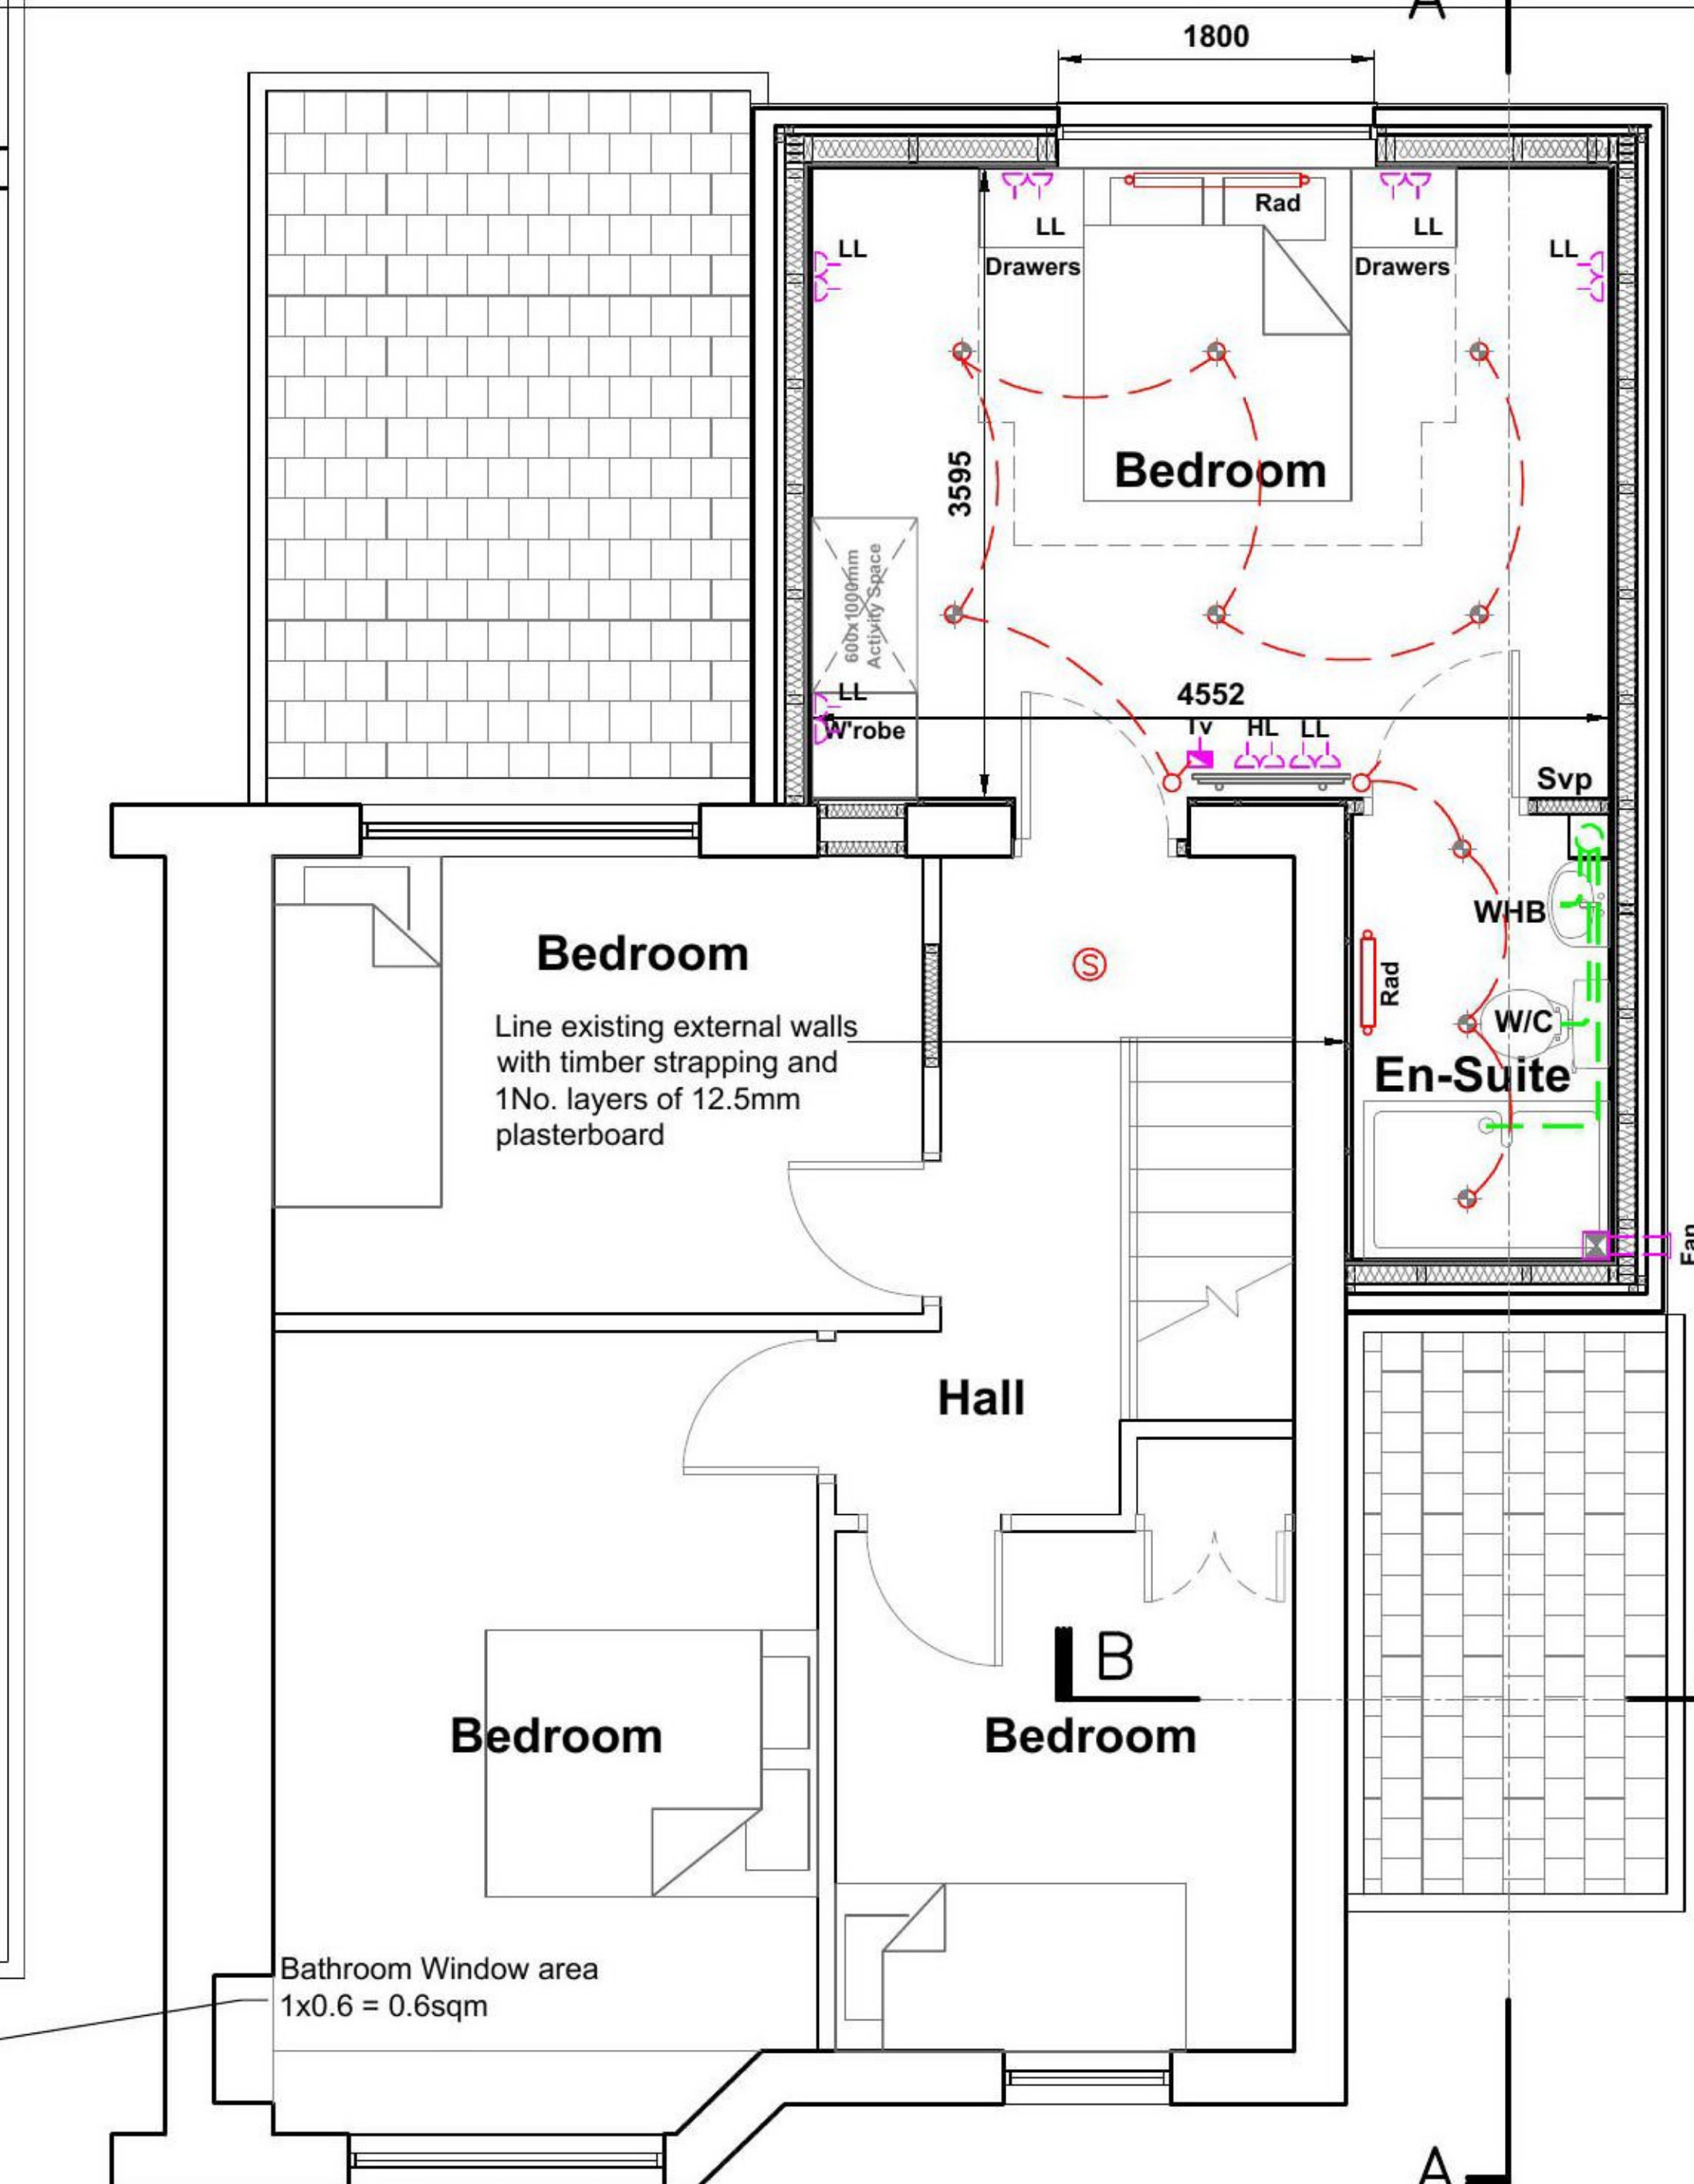 A
1800
Rad
LL
LL
LL
LL
Drawers
Drawers
Bedroom
3595
600x1000mm
Activity Space
LL
W'robe
4552
Tv
HL
LL
Svp
WHB
Bedroom
S
Rad
W/C
Line existing external walls
with timber strapping and
1No. layers of 12.5mm
plasterboard
En-Suite
Fan
Hall
B
Bedroom
Bedroom
Bathroom Window area
1x0.6 = 0.6sqm
A